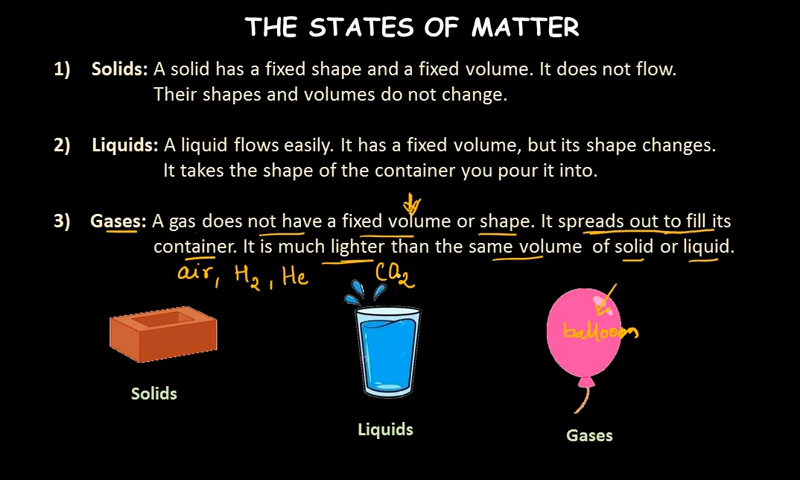 THE STATES OF MATTER
1) Solids: A solid has a fixed shape and a fixed volume. It does not flow.
Their shapes and volumes do not change.
2) Liquids: A liquid flows easily. It has a fixed volume, but its shape changes.
It takes the shape of the container you pour it into.
3) Gases: A gas does not have a fixed volume or shape. It spreads out to fill its
container. It is much lighter than the same volume of solid or liquid.
air, H2, He CO2
ballooon
Solids
Liquids
Gases